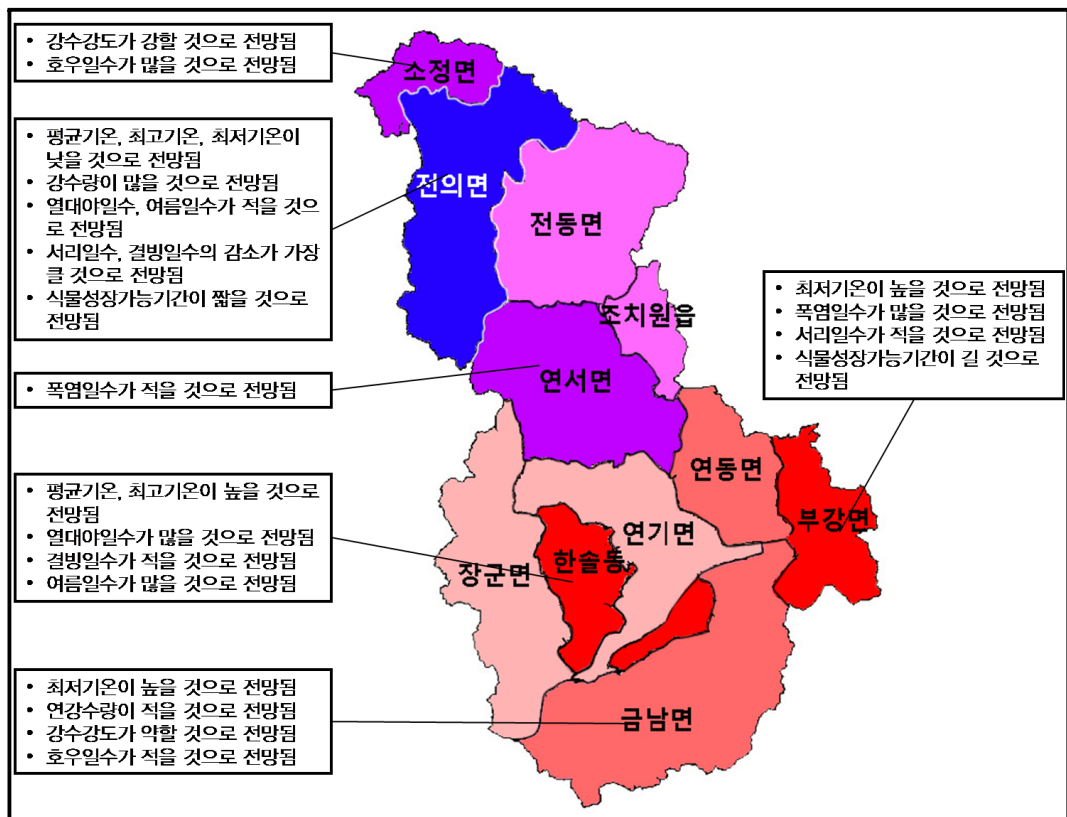 • 강수강도가 강할 것으로 전망됨
• 호우일수가 많을 것으로 전망됨
소정면
• 평균기온, 최고기온, 최저기온이
낮을 것으로 전망됨
• 강수량이 많을 것으로 전망됨
• 열대야일수, 여름일수가 적을 것으
로 전망됨
• 서리일수, 결빙일수의 감소가 가장
클 것으로 전망됨
• 식물성장가능기간이 짧을 것으로
전망됨
전의면
전동면
조치원읍
• 최저기온이 높을 것으로 전망됨
• 폭염일수가 많을 것으로 전망됨
• 서리일수가 적을 것으로 전망됨
• 식물성장가능기간이 길 것으로
전망됨
• 폭염일수가 적을 것으로 전망됨
연서면
연동면
부강면
• 평균기온, 최고기온이 높을 것으로
전망됨
• 열대야일수가 많을 것으로 전망됨
• 결빙일수가 적을 것으로 전망됨
• 여름일수가 많을 것으로 전망됨
연기면
한솔동
장군면
• 최저기온이 높을 것으로 전망됨
• 연강수량이 적을 것으로 전망됨
• 강수강도가 약할 것으로 전망됨
• 호우일수가 적을 것으로 전망됨
금남면